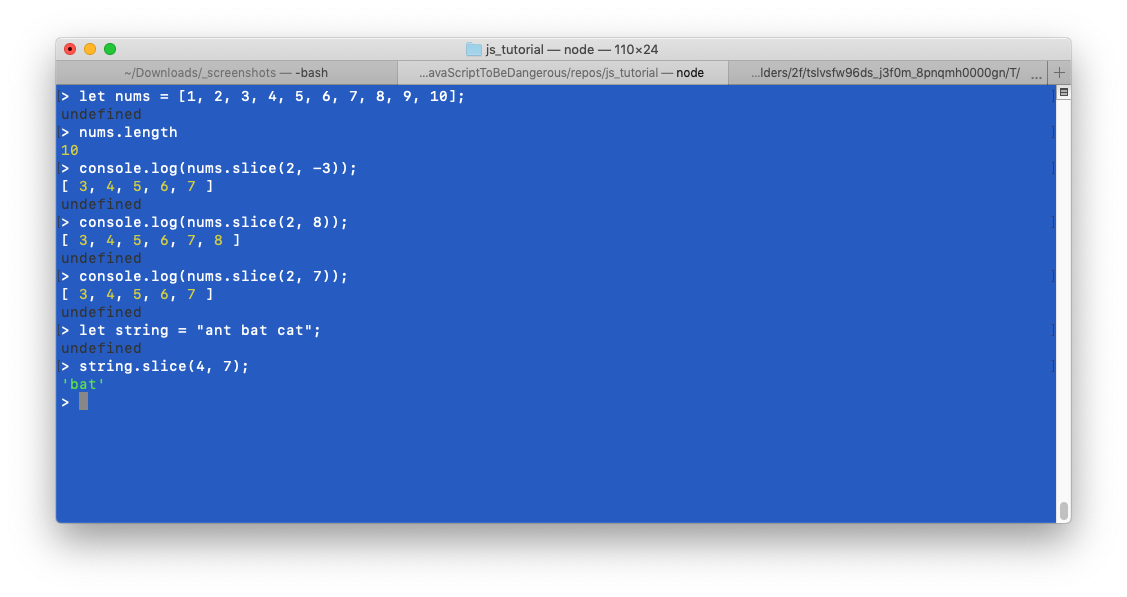 js_tutorial — node — 110×24
~/Downloads/_screenshots — -bash
...avaScriptToBeDangerous/repos/js_tutorial — node
...lders/2f/tslvsfw96ds_j3f0m_8pnqmh0000gn/T/ ...
> let nums = [1, 2, 3, 4, 5, 6, 7, 8, 9, 10];
undefined
> nums.length
10
> console.log(nums.slice(2, -3));
[ 3, 4, 5, 6, 7 ]
undefined
> console.log(nums.slice(2, 8));
[ 3, 4, 5, 6, 7, 8 ]
undefined
> console.log(nums.slice(2, 7));
[ 3, 4, 5, 6, 7 ]
undefined
> let string = "ant bat cat";
undefined
> string.slice(4, 7);
'bat'
>